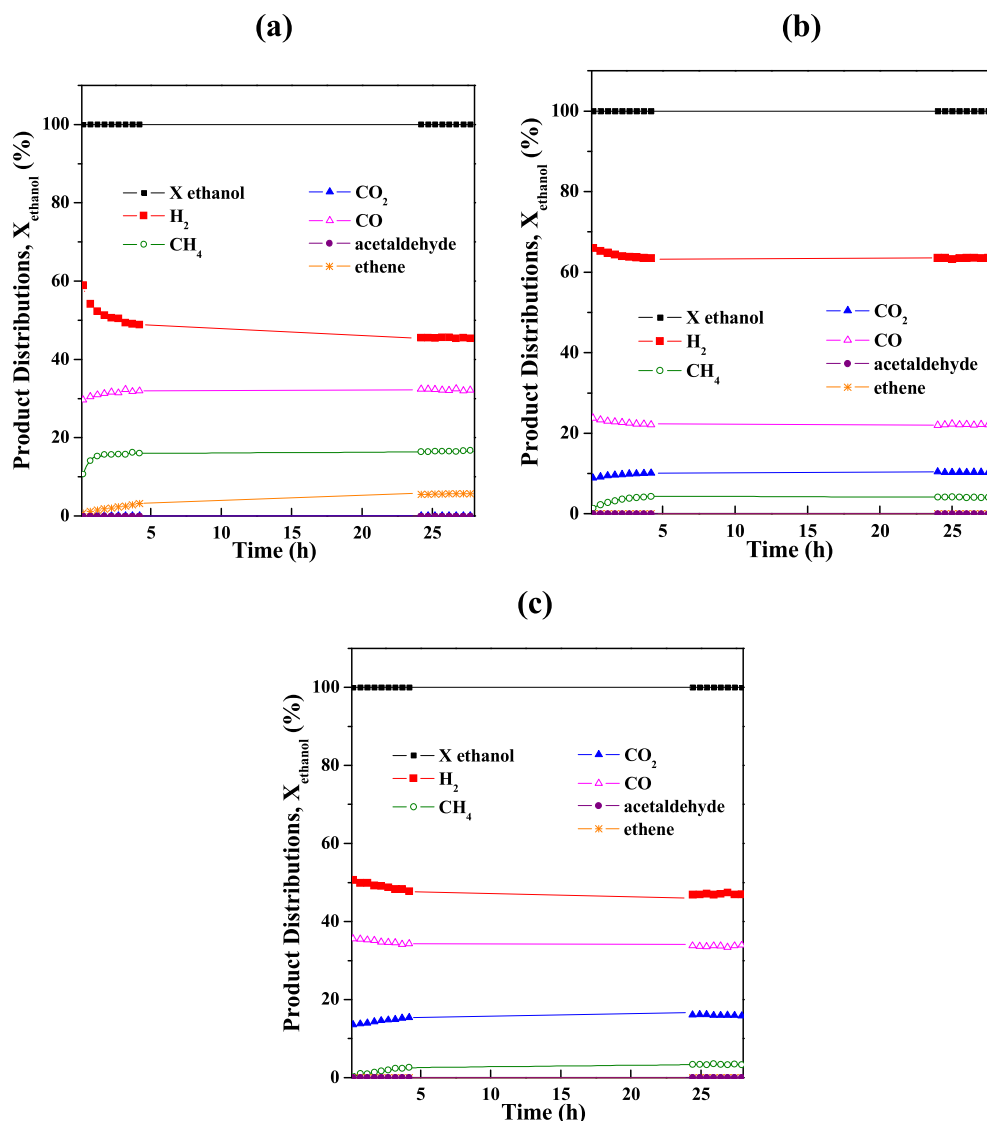 (a)
Product Distributions, X_ethanol (%)
100
80
60
40
20
0
X ethanol
H₂
CH₄
CO₂
CO
acetaldehyde
ethene
5
10
15
20
25
Time (h)
(b)
Product Distributions, X_ethanol (%)
100
80
60
40
20
0
X ethanol
H₂
CH₄
CO₂
CO
acetaldehyde
ethene
5
10
15
20
25
Time (h)
(c)
Product Distributions, X_ethanol (%)
100
80
60
40
20
0
X ethanol
H₂
CH₄
CO₂
CO
acetaldehyde
ethene
5
10
15
20
25
Time (h)